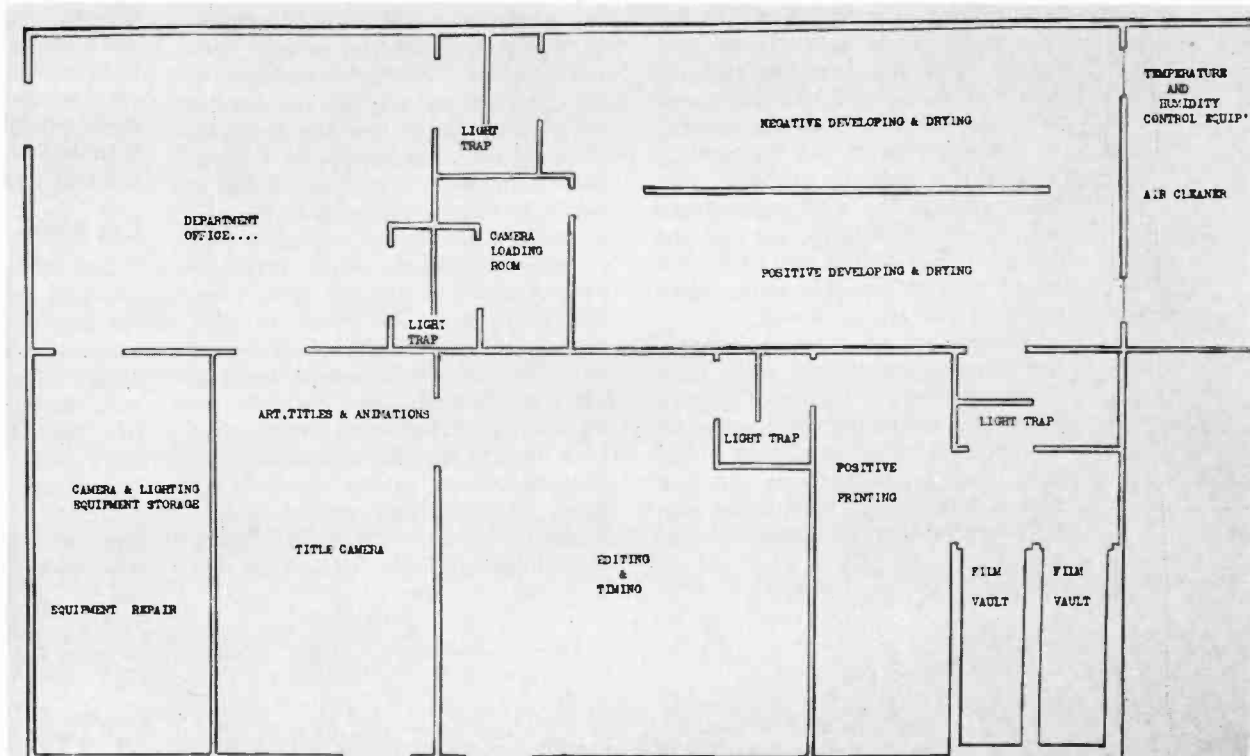 LIGHT
TRAP
NEGATIVE DEVELOPING & DRYING
TEMPERATURE
AND
HUMIDITY
CONTROL EQUIP'
AIR CLEANER
DEPARTMENT
OFFICE....
CAMERA
LOADING
ROOM
POSITIVE DEVELOPING & DRYING
LIGHT
TRAP
ART,TITLES & ANIMATIONS
LIGHT TRAP
LIGHT TRAP
CAMERA & LIGHTING
EQUIPMENT STORAGE
POSITIVE
PRINTING
TITLE CAMERA
EDITING
&
TIMING
FILM
VAULT
FILM
VAULT
EQUIPMENT REPAIR